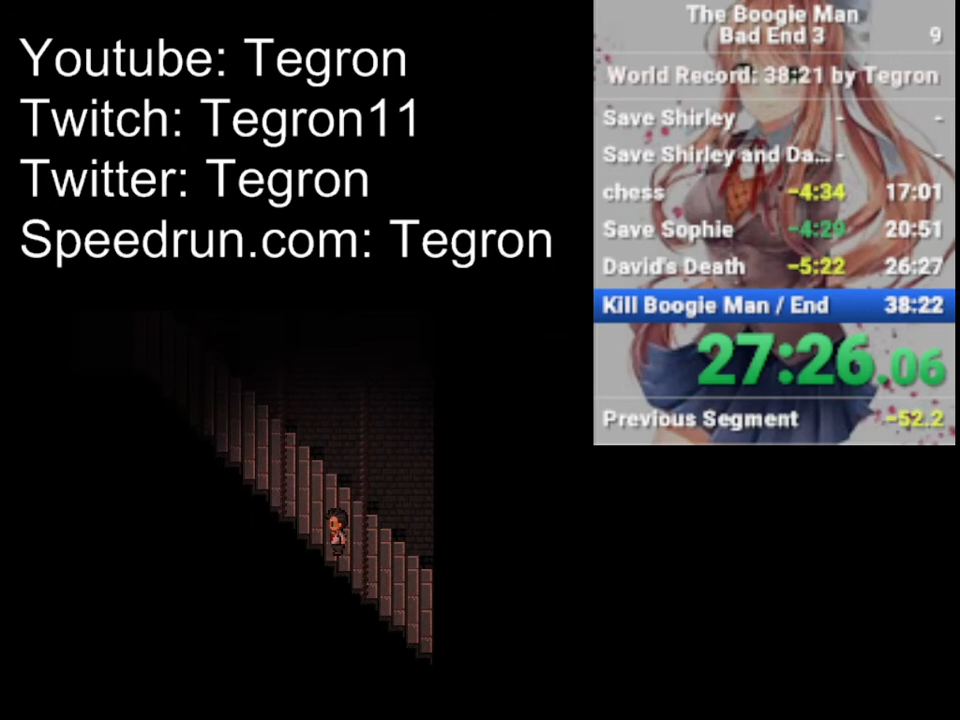 Youtube: Tegron
Twitch: Tegron11
Twitter: Tegron
Speedrun.com: Tegron
The Boogie Man
Bad End 3 9
World Record: 38:21 by Tegron
Save Shirley - -
Save Shirley and Da... - -
chess -4:34 17:01
Save Sophie -4:29 20:51
David's Death -5:22 26:27
Kill Boogie Man / End 38:22
27:26.06
Previous Segment -52.2